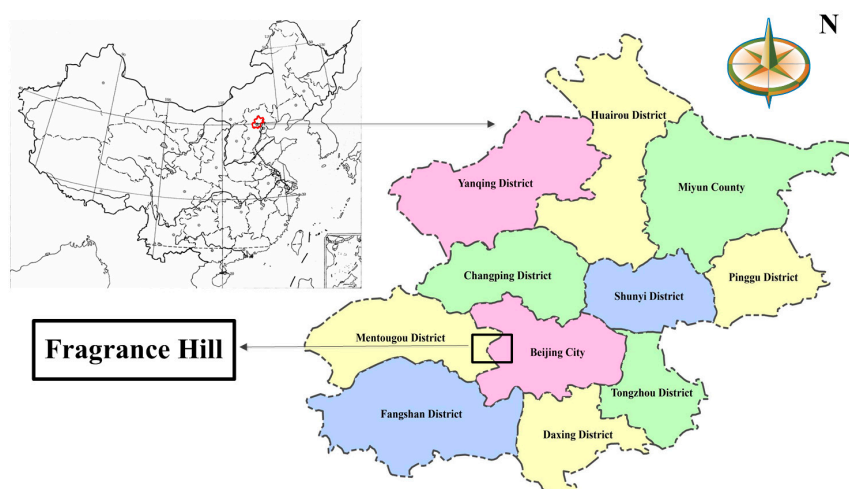 N
Huairou District
Yanqing District
Miyun County
Changping District
Pinggu District
Shunyi District
Mentougou District
Fragrance Hill
Beijing City
Tongzhou District
Fangshan District
Daxing District